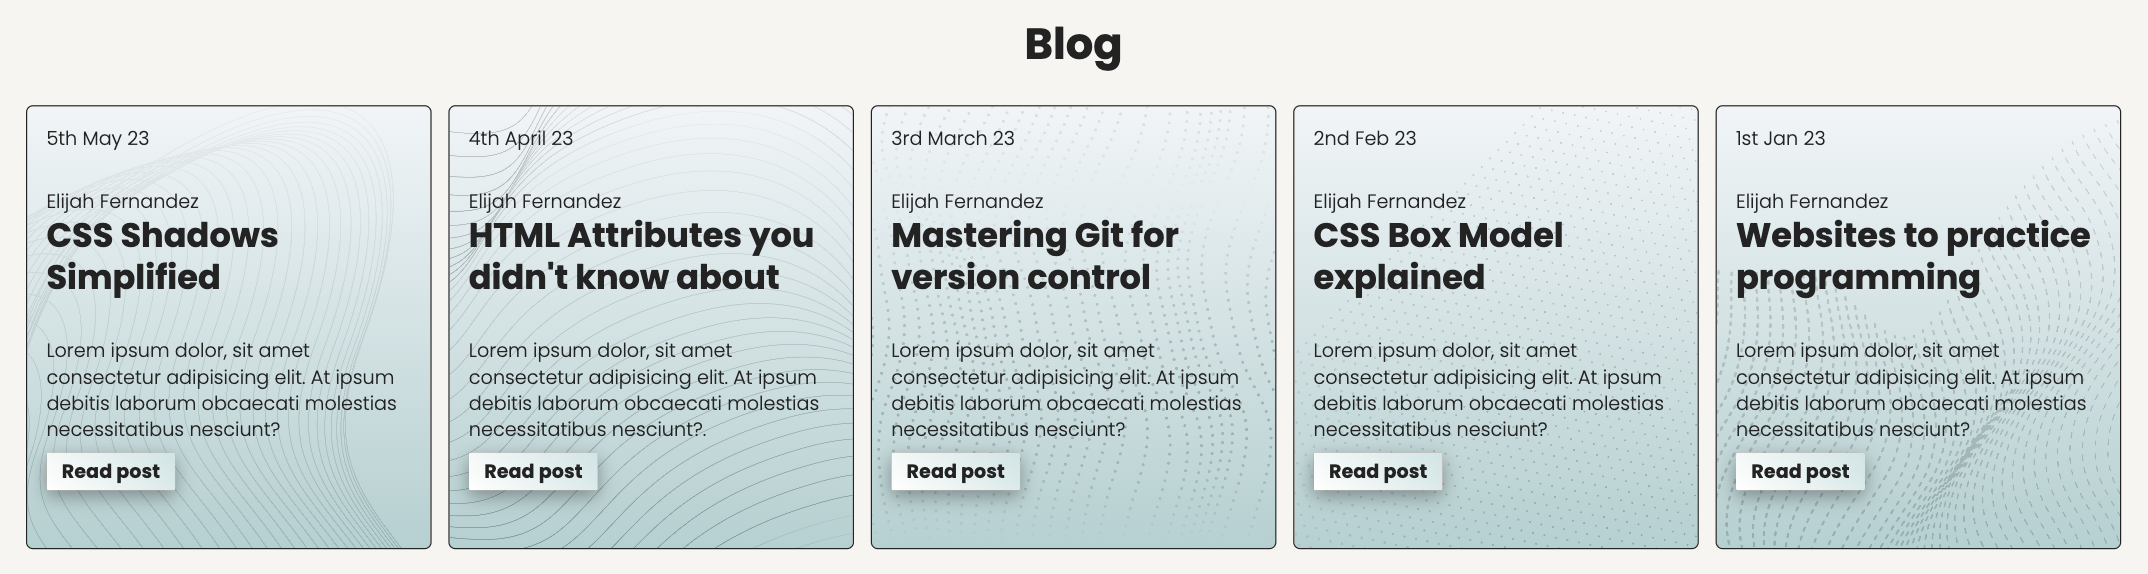 Blog
5th May 23
Elijah Fernandez
CSS Shadows
Simplified
Lorem ipsum dolor, sit amet
consectetur adipisicing elit. At ipsum
debitis laborum obcaecati molestias
necessitatibus nesciunt?
Read post
4th April 23
Elijah Fernandez
HTML Attributes you
didn't know about
Lorem ipsum dolor, sit amet
consectetur adipisicing elit. At ipsum
debitis laborum obcaecati molestias
necessitatibus nesciunt?.
Read post
3rd March 23
Elijah Fernandez
Mastering Git for
version control
Lorem ipsum dolor, sit amet
consectetur adipisicing elit. At ipsum
debitis laborum obcaecati molestias
necessitatibus nesciunt?
Read post
2nd Feb 23
Elijah Fernandez
CSS Box Model
explained
Lorem ipsum dolor, sit amet
consectetur adipisicing elit. At ipsum
debitis laborum obcaecati molestias
necessitatibus nesciunt?
Read post
1st Jan 23
Elijah Fernandez
Websites to practice
programming
Lorem ipsum dolor, sit amet
consectetur adipisicing elit. At ipsum
debitis laborum obcaecati molestias
necessitatibus nesciunt?
Read post